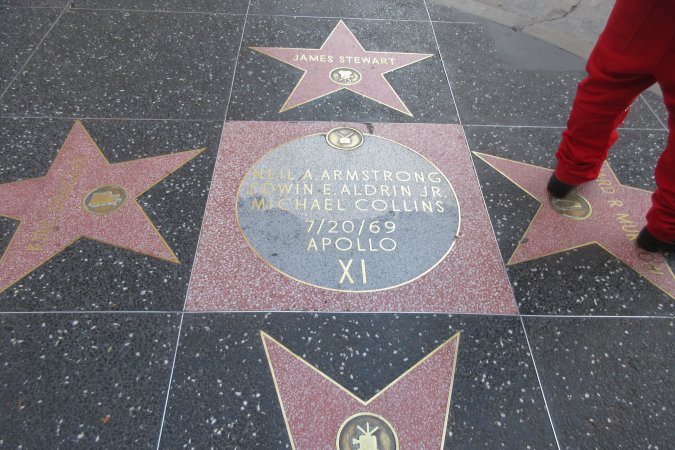 JAMES STEWART
NEIL A. ARMSTRONG
EDWIN E. ALDRIN JR.
MICHAEL COLLINS
7/20/69
APOLLO
XI